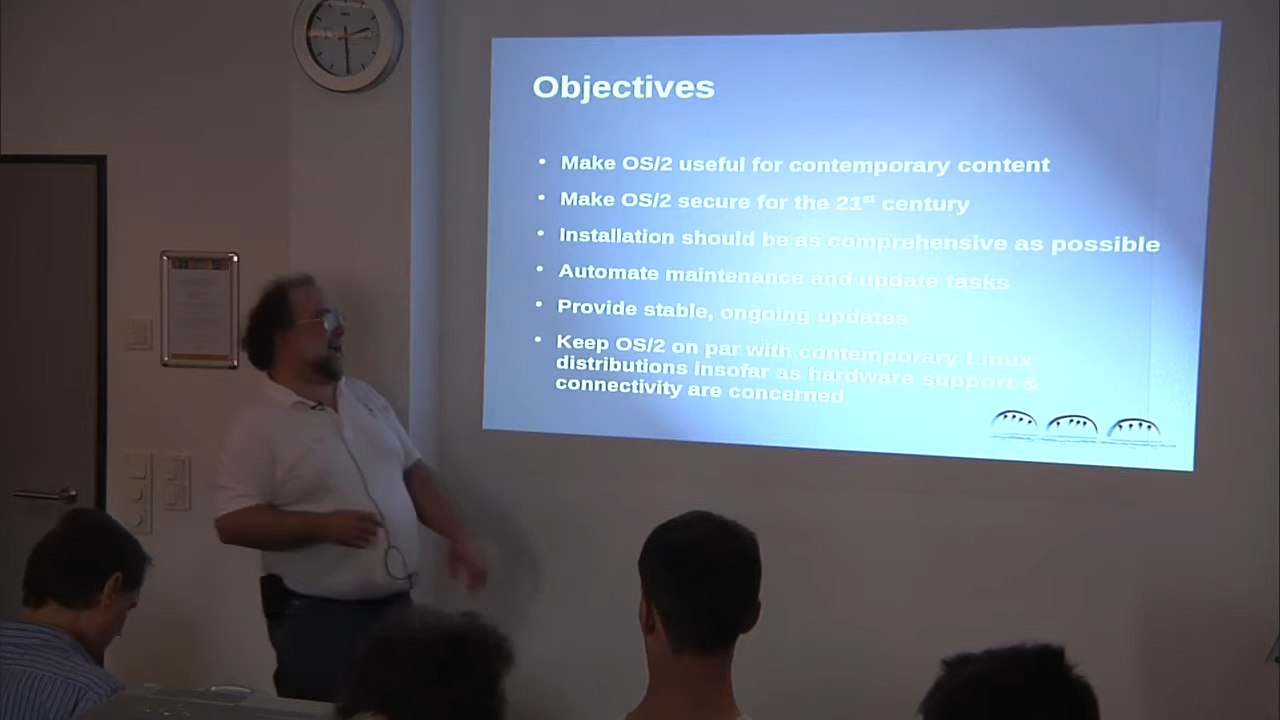 Objectives
• Make OS/2 useful for contemporary content
• Make OS/2 secure for the 21st century
• Installation should be as comprehensive as possible
• Automate maintenance and update tasks
• Provide stable, ongoing updates
• Keep OS/2 on par with contemporary Linux
distributions insofar as hardware support &
connectivity are concerned